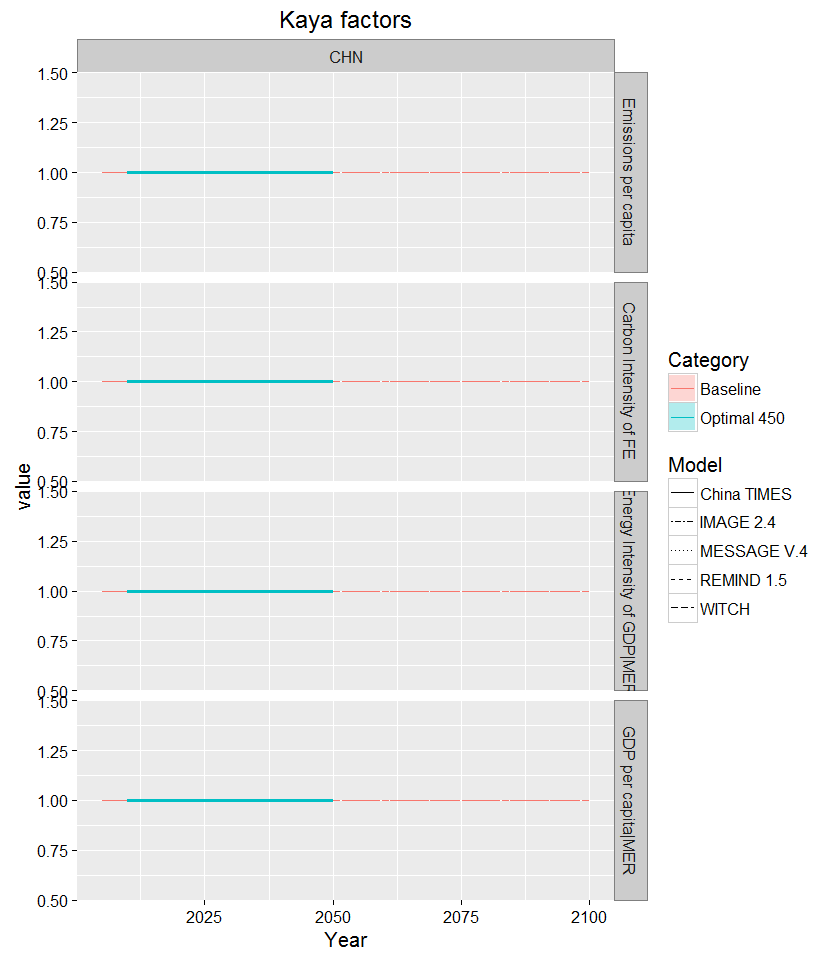 Kaya factors
CHN
1.50
1.25
1.00
0.75
0.50
Emissions per capita
1.50
1.25
1.00
0.75
0.50
Carbon Intensity of FE
1.50
1.25
1.00
0.75
0.50
Energy Intensity of GDP|MER
1.50
1.25
1.00
0.75
0.50
GDP per capita|MER
value
2025
2050
2075
2100
Year
Category
Baseline
Optimal 450
Model
China TIMES
IMAGE 2.4
MESSAGE V.4
REMIND 1.5
WITCH